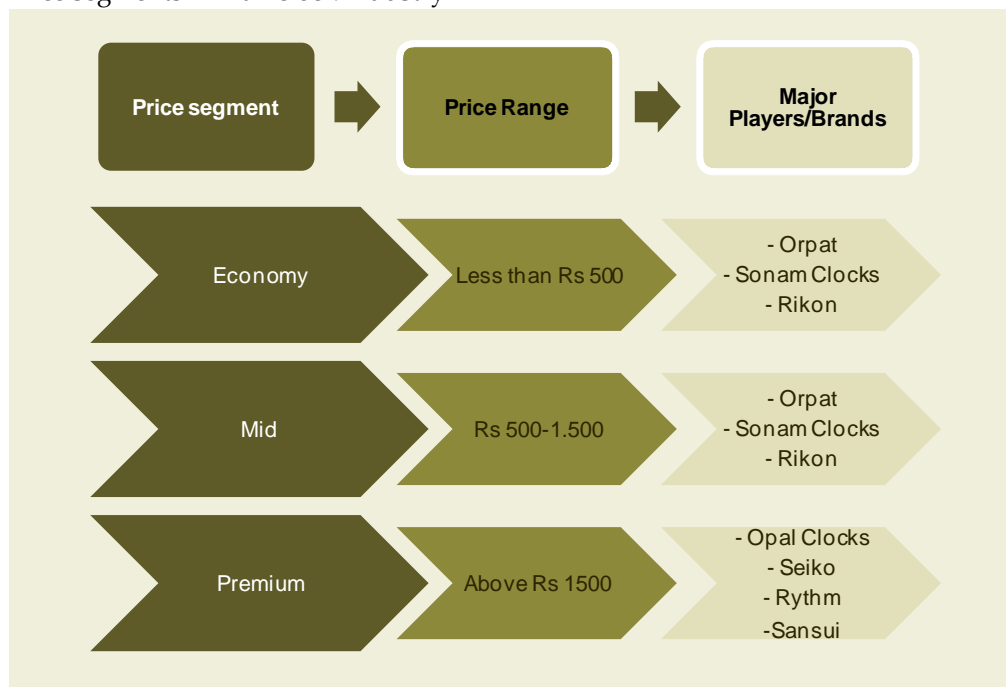 Price segment
Price Range
Major
Players/Brands
Economy
Less than Rs 500
- Orpat
- Sonam Clocks
- Rikon
Mid
Rs 500-1.500
- Orpat
- Sonam Clocks
- Rikon
Premium
Above Rs 1500
- Opal Clocks
- Seiko
- Rythm
-Sansui